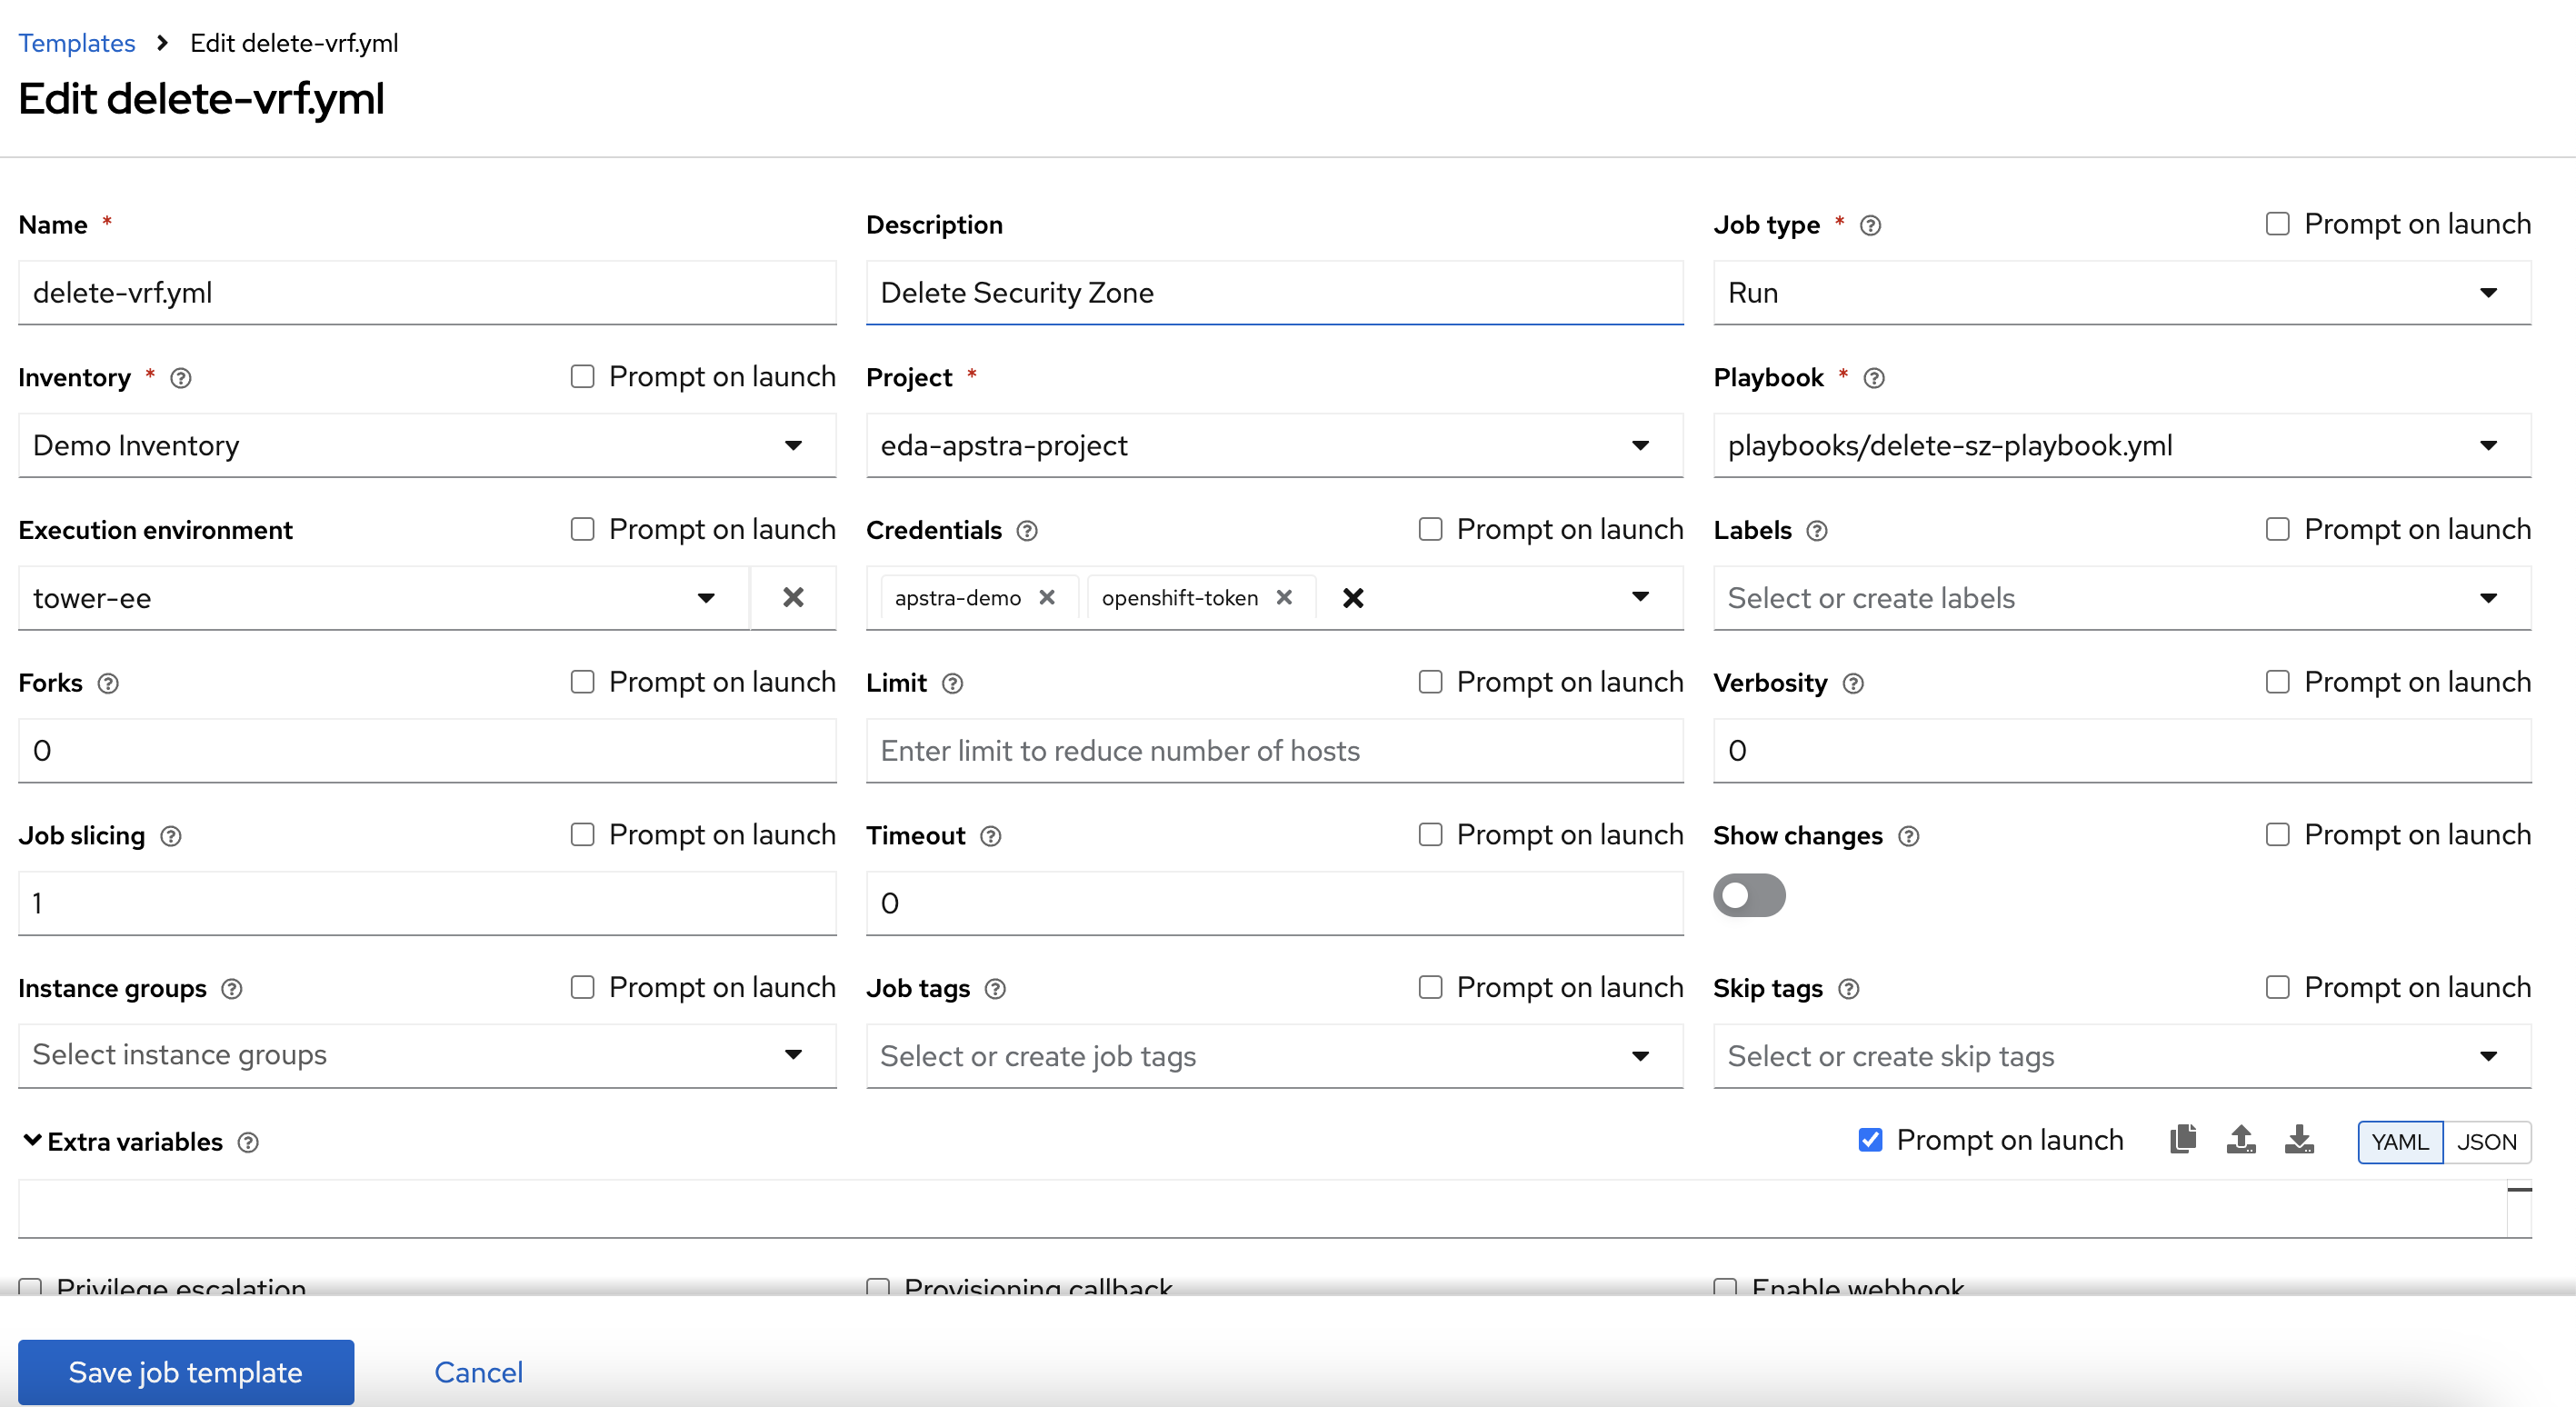 Templates > Edit delete-vrf.yml
Edit delete-vrf.yml
Name *
Description
Job type *
Prompt on launch
delete-vrf.yml
Delete Security Zone
Run
Inventory *
Prompt on launch
Project *
Playbook *
Demo Inventory
eda-apstra-project
playbooks/delete-sz-playbook.yml
Execution environment
Prompt on launch
Credentials
Prompt on launch
Labels
Prompt on launch
tower-ee
apstra-demo
openshift-token
Select or create labels
Forks
Prompt on launch
Limit
Prompt on launch
Verbosity
Prompt on launch
0
Enter limit to reduce number of hosts
0
Job slicing
Prompt on launch
Timeout
Prompt on launch
Show changes
Prompt on launch
1
0
Instance groups
Prompt on launch
Job tags
Prompt on launch
Skip tags
Prompt on launch
Select instance groups
Select or create job tags
Select or create skip tags
Extra variables
Prompt on launch
YAML
JSON
Privilege escalation
Provisioning callback
Enable webhook
Save job template
Cancel